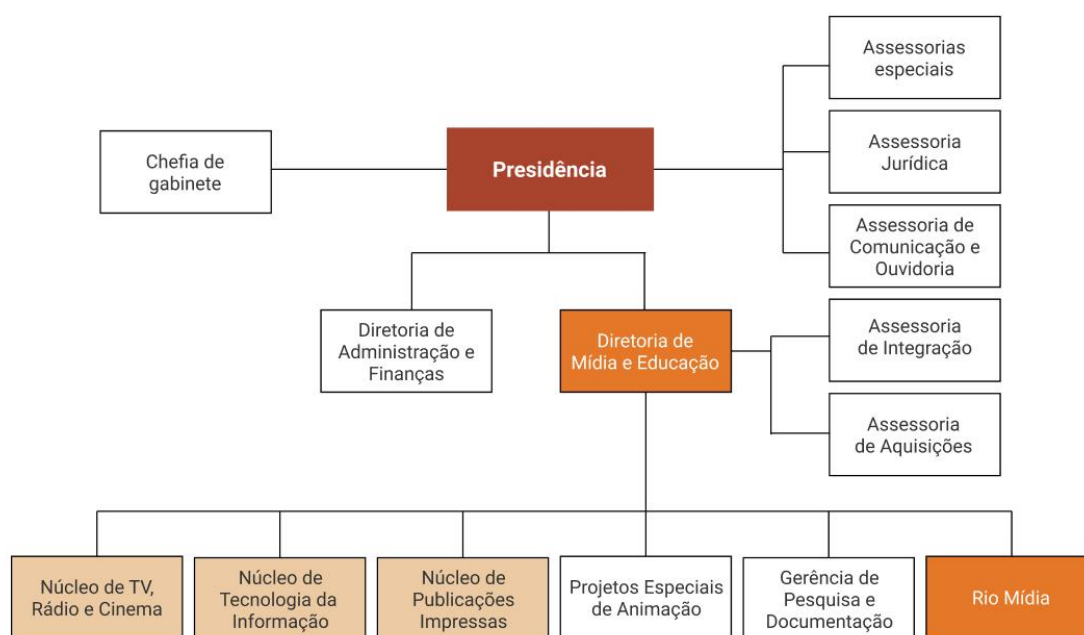 Assessorias
especiais
Chefia de
gabinete
Presidência
Assessoria
Jurídica
Assessoria de
Comunicação e
Ouvidoria
Diretoria de
Administração e
Finanças
Diretoria de
Mídia e Educação
Assessoria
de Integração
Assessoria
de Aquisições
Núcleo de TV,
Rádio e Cinema
Núcleo de
Tecnologia da
Informação
Núcleo de
Publicações
Impressas
Projetos Especiais
de Animação
Gerência de
Pesquisa e
Documentação
Rio Mídia